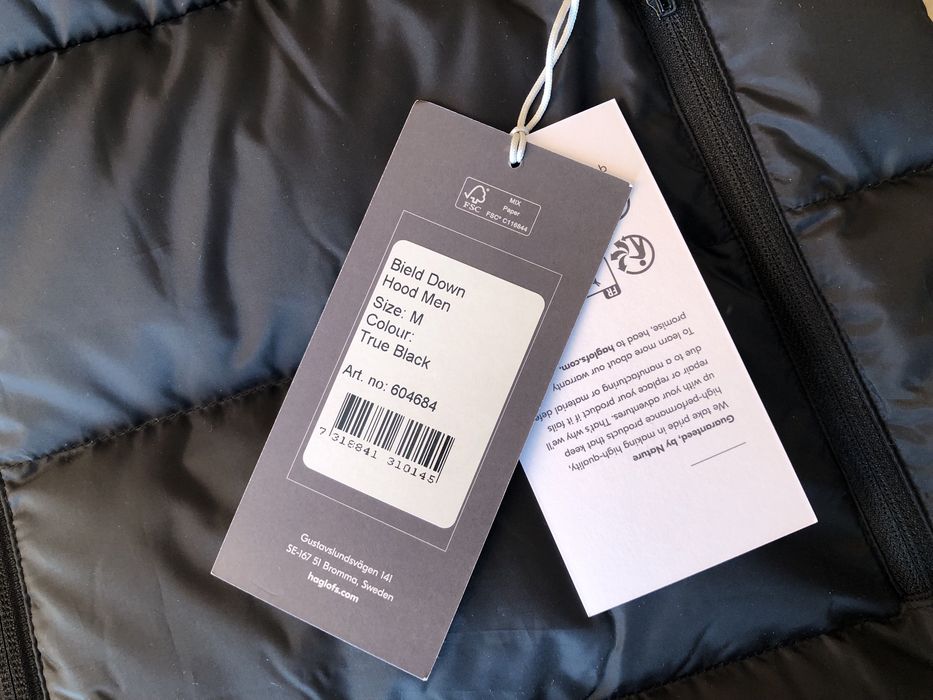 FSC
MIX
Paper
FSC® C116844
Bield Down
Hood Men
Size: M
Colour:
True Black
Art. no: 604684
7 318841 310145
Gustavslundsvägen 141
SE-167 51 Bromma, Sweden
haglofs.com
FR
Guaranteed, by Nature
We take pride in making high-quality,
high-performance products that keep
up with your adventures. That's why we'll
repair or replace your product if it fails
due to a manufacturing or material
To learn more about our warranty
promise, head to haglofs.com.